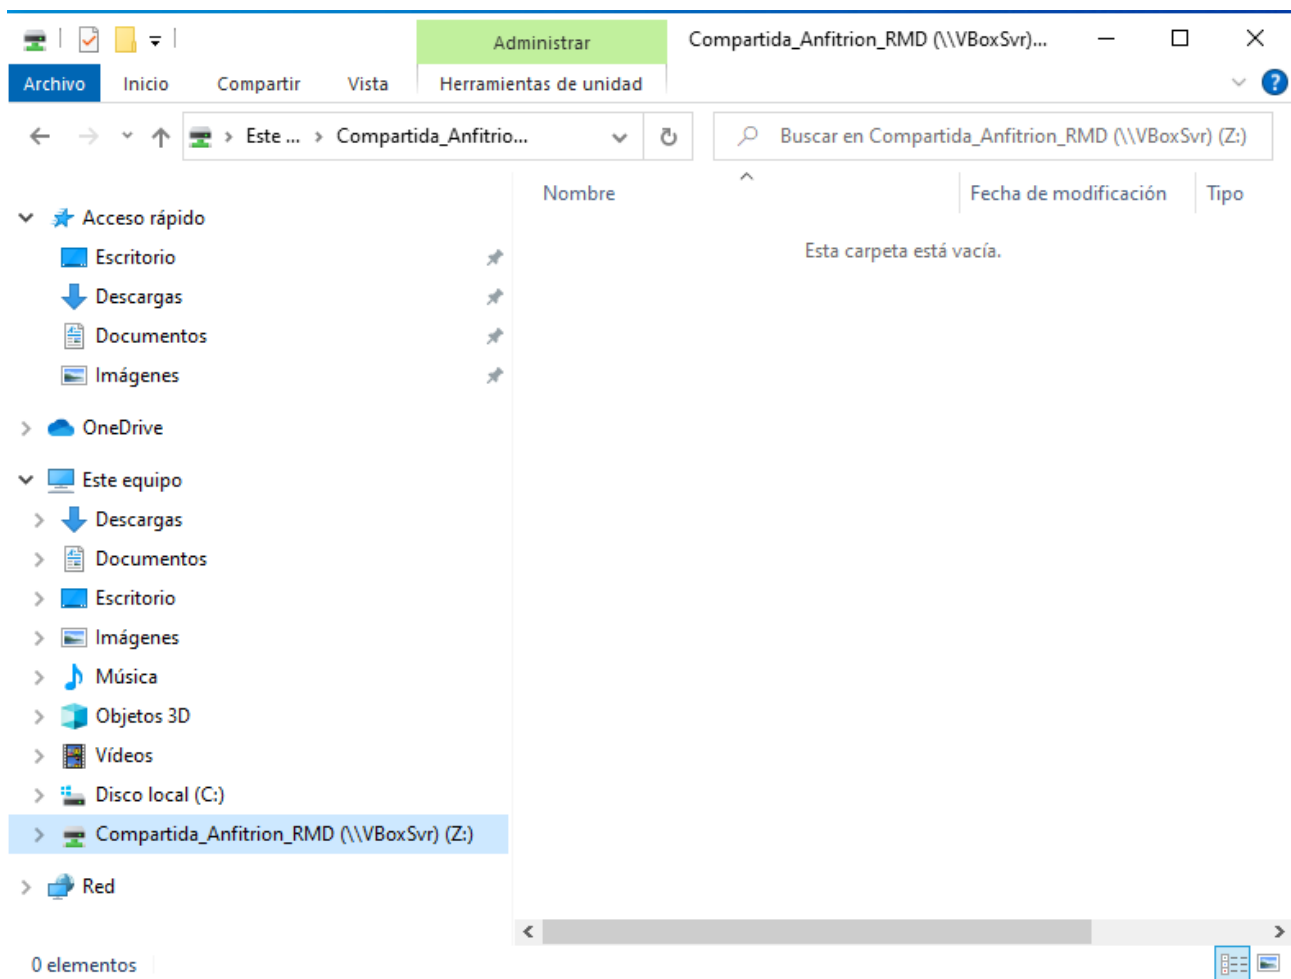 Administrar
Compartida_Anfitrion_RMD (\\VBoxSvr)...
Archivo
Inicio
Compartir
Vista
Herramientas de unidad
?
Este ...
Compartida_Anfitrio...
Buscar en Compartida_Anfitrion_RMD (\\VBoxSvr) (Z:)
Nombre
Fecha de modificación
Tipo
Esta carpeta está vacía.
Acceso rápido
Escritorio
Descargas
Documentos
Imágenes
OneDrive
Este equipo
Descargas
Documentos
Escritorio
Imágenes
Música
Objetos 3D
Vídeos
Disco local (C:)
Compartida_Anfitrion_RMD (\\VBoxSvr) (Z:)
Red
0 elementos